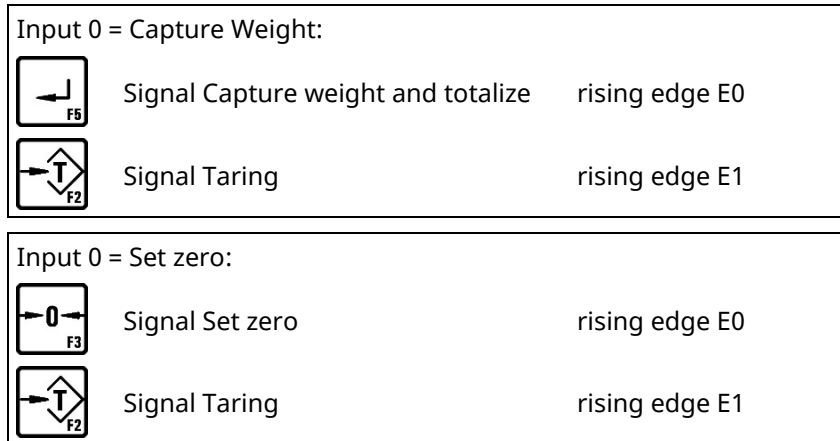 Input 0 = Capture Weight:
F5 Signal Capture weight and totalize rising edge E0
T F2 Signal Taring rising edge E1
Input 0 = Set zero:
0 F3 Signal Set zero rising edge E0
T F2 Signal Taring rising edge E1